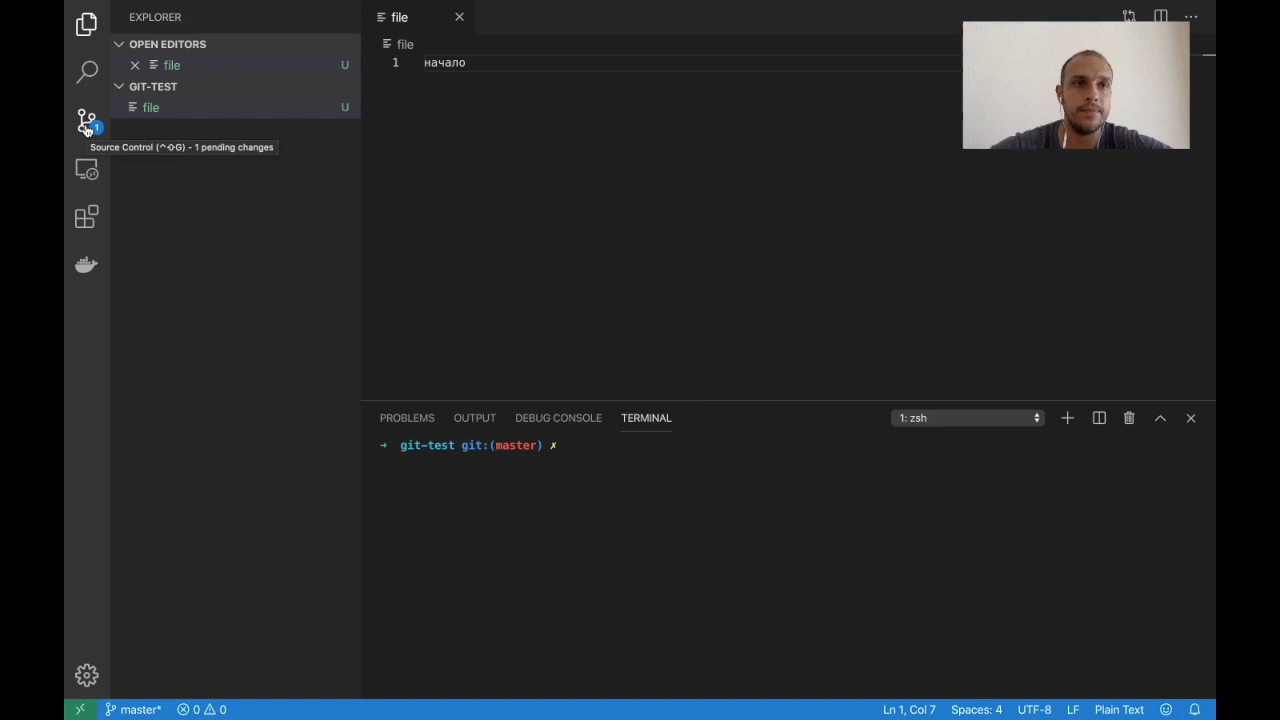 EXPLORER
OPEN EDITORS
file U
GIT-TEST
file U
1
Source Control (^⇧G) - 1 pending changes
file
file
1 начало
PROBLEMS OUTPUT DEBUG CONSOLE TERMINAL
1: zsh
→ git-test git:(master) ✗
master* 0 0
Ln 1, Col 7 Spaces: 4 UTF-8 LF Plain Text